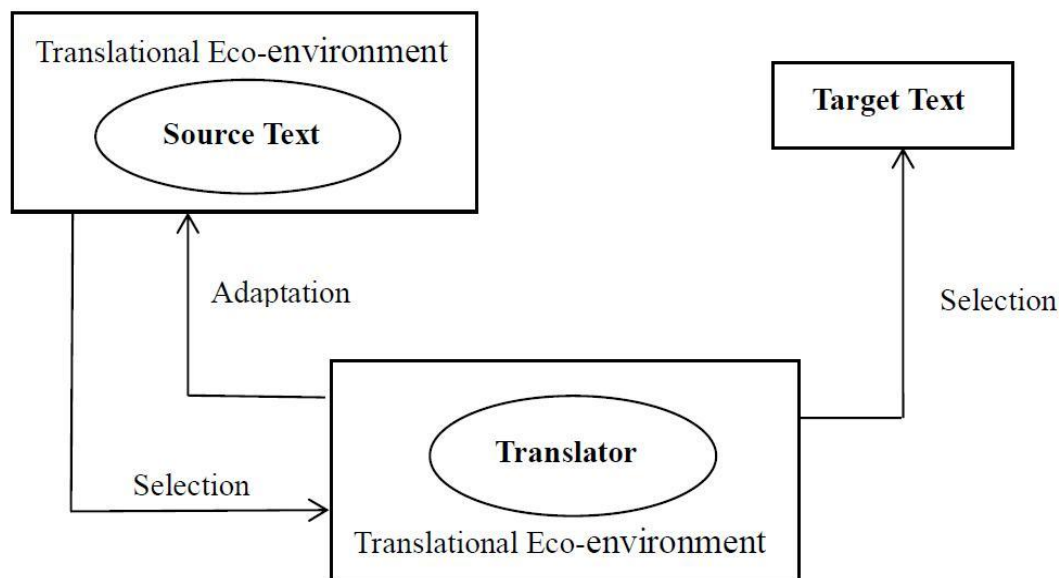 Translational Eco-environment
Source Text
Target Text
Adaptation
Selection
Translator
Selection
Translational Eco-environment